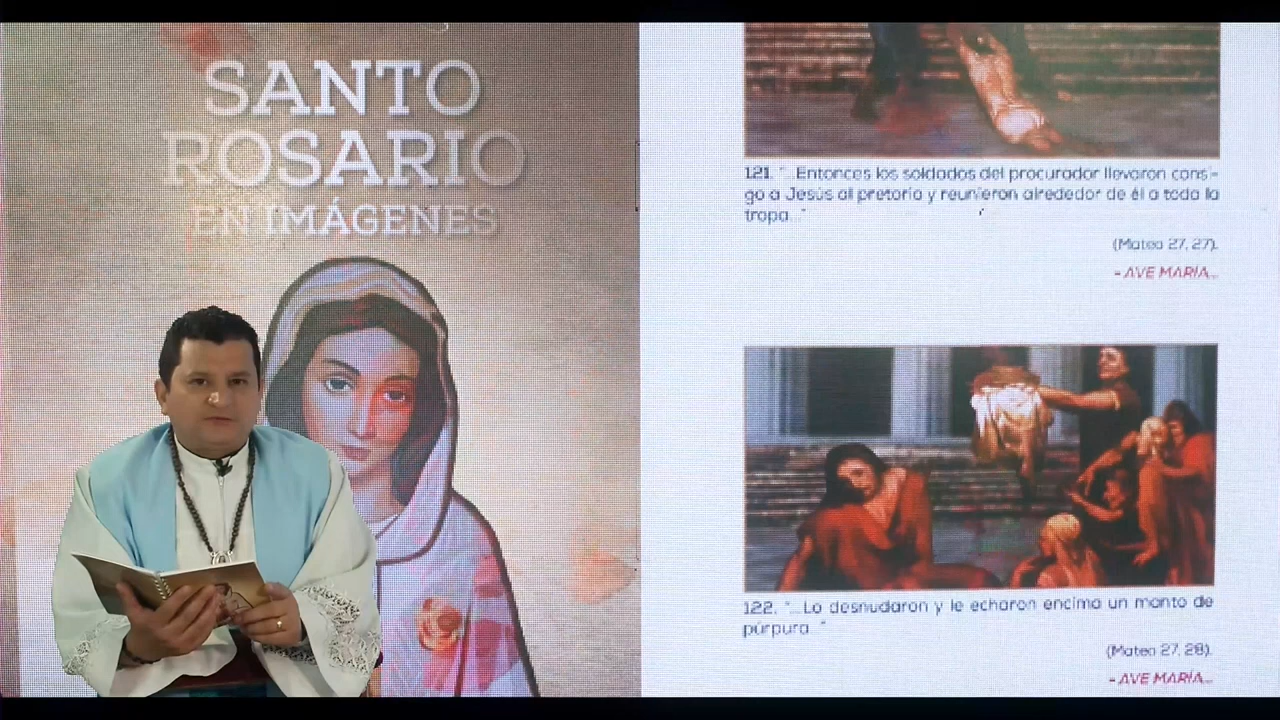 SANTO
ROSARIO
EN IMÁGENES
121. "...Entonces los soldados del procurador llevaron consi-
go a Jesús al pretorio y reunieron alrededor de él a toda la
tropa..."
(Mateo 27, 27).
- AVE MARÍA...
122. "...Lo desnudaron y le echaron encima un manto de
púrpura..."
(Mateo 27, 28).
- AVE MARÍA...